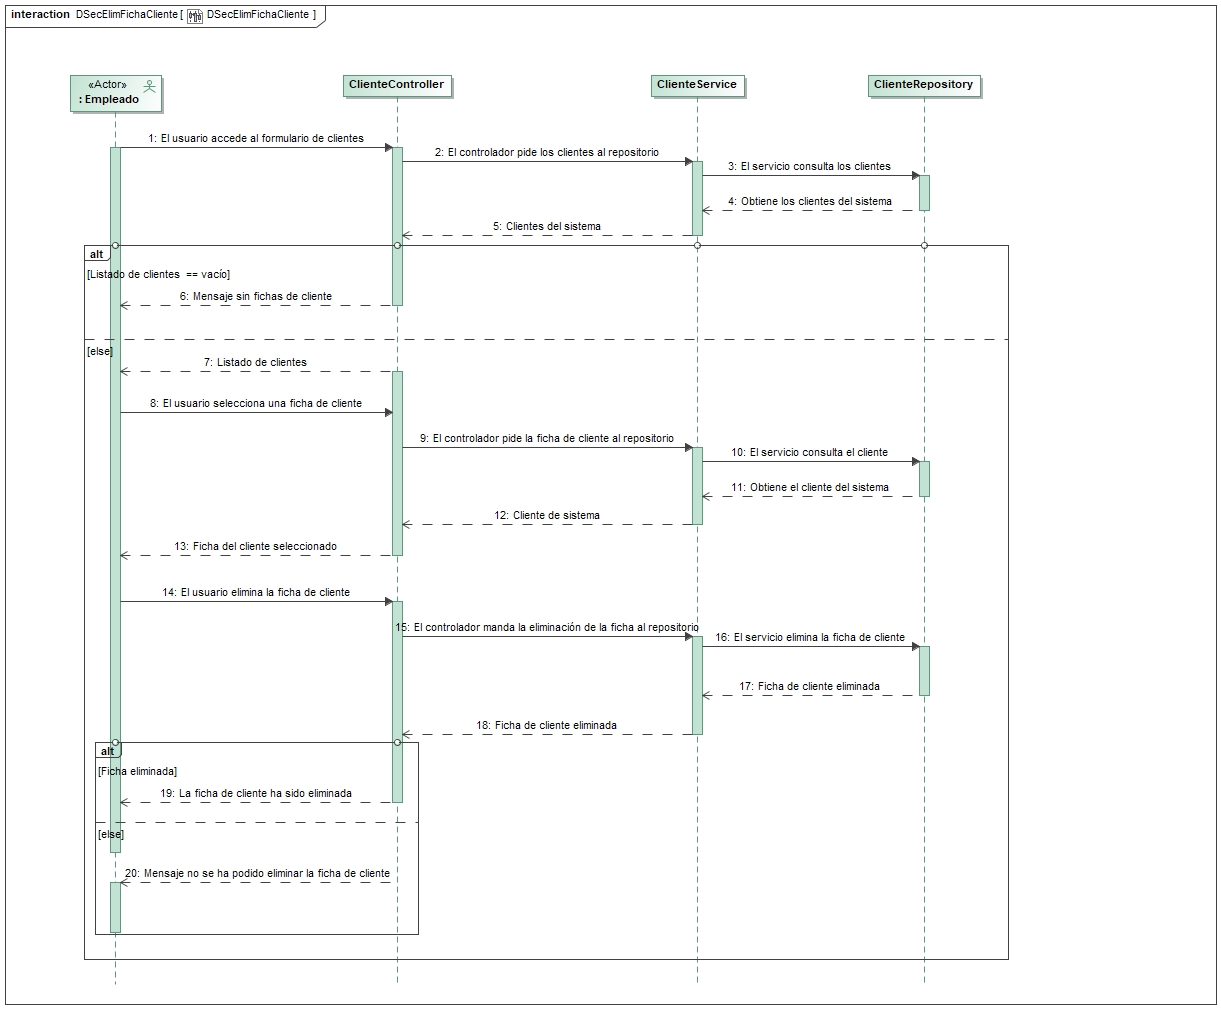 interaction DSecElimFichaCliente [ DSecElimFichaCliente ]
«Actor»
: Empleado
ClienteController
ClienteService
ClienteRepository
1: El usuario accede al formulario de clientes
2: El controlador pide los clientes al repositorio
3: El servicio consulta los clientes
4: Obtiene los clientes del sistema
5: Clientes del sistema
alt
[Listado de clientes == vacío]
6: Mensaje sin fichas de cliente
[else]
7: Listado de clientes
8: El usuario selecciona una ficha de cliente
9: El controlador pide la ficha de cliente al repositorio
10: El servicio consulta el cliente
11: Obtiene el cliente del sistema
12: Cliente de sistema
13: Ficha del cliente seleccionado
14: El usuario elimina la ficha de cliente
15: El controlador manda la eliminación de la ficha al repositorio
16: El servicio elimina la ficha de cliente
17: Ficha de cliente eliminada
18: Ficha de cliente eliminada
alt
[Ficha eliminada]
19: La ficha de cliente ha sido eliminada
[else]
20: Mensaje no se ha podido eliminar la ficha de cliente